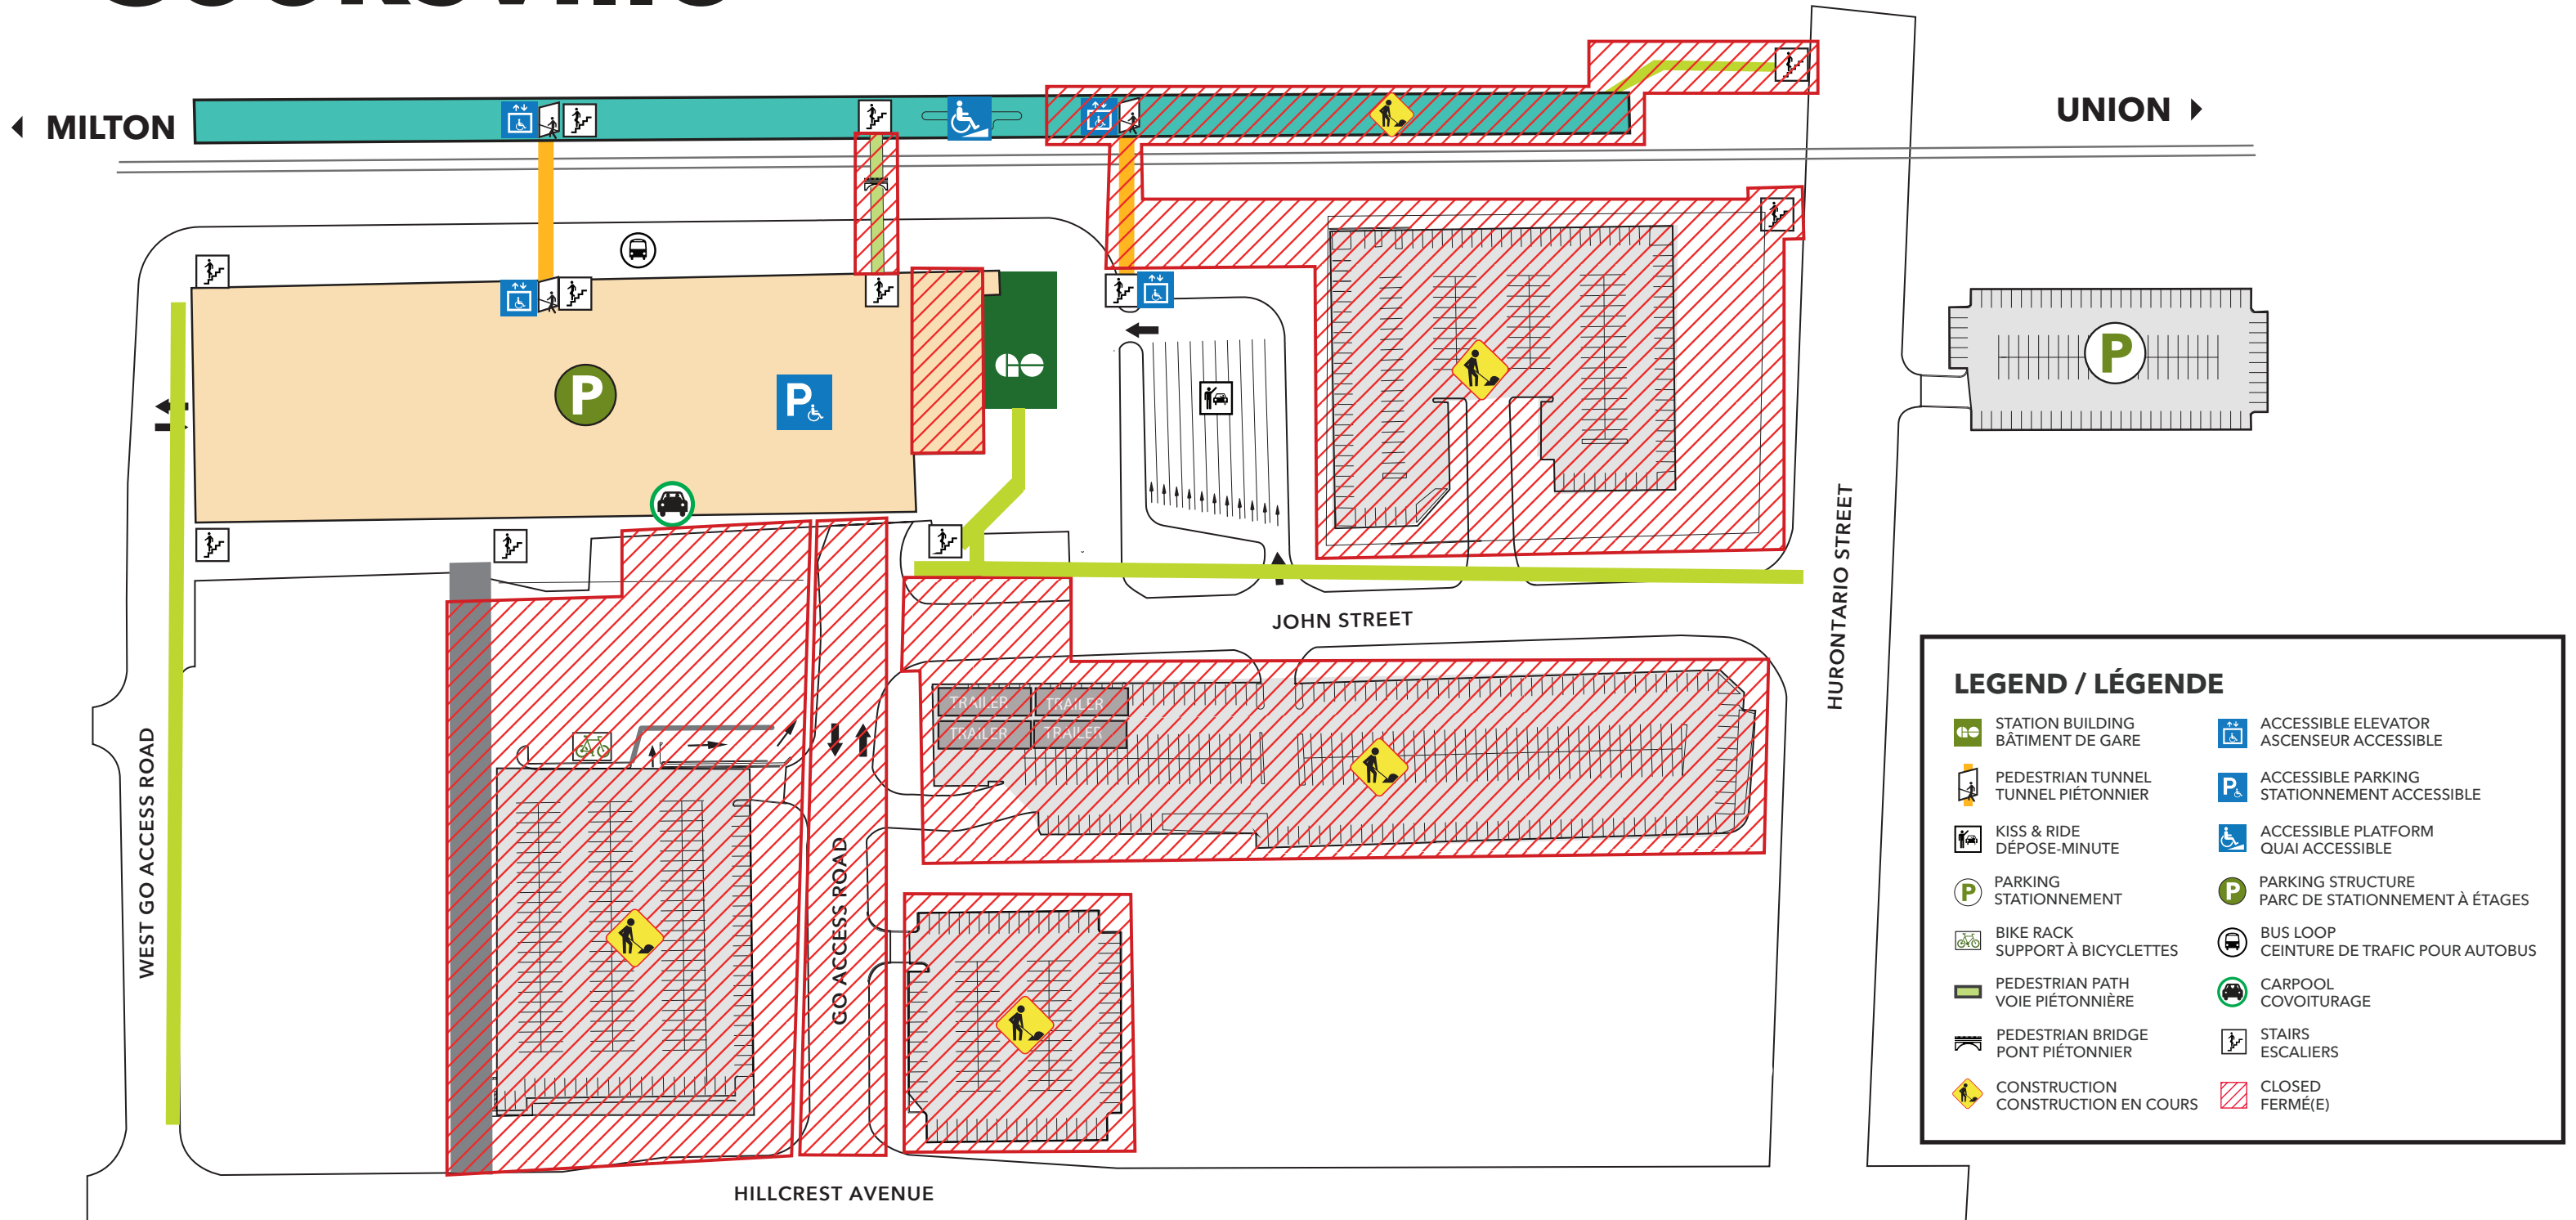 MILTON
UNION
P
P
P
JOHN STREET
HURONTARIO STREET
WEST GO ACCESS ROAD
GO ACCESS ROAD
TRAILER
TRAILER
TRAILER
TRAILER
HILLCREST AVENUE
LEGEND / LÉGENDE
STATION BUILDING
BÂTIMENT DE GARE
PEDESTRIAN TUNNEL
TUNNEL PIÉTONNIER
KISS & RIDE
DÉPOSE-MINUTE
P
PARKING
STATIONNEMENT
BIKE RACK
SUPPORT À BICYCLETTES
PEDESTRIAN PATH
VOIE PIÉTONNIÈRE
PEDESTRIAN BRIDGE
PONT PIÉTONNIER
CONSTRUCTION
CONSTRUCTION EN COURS
ACCESSIBLE ELEVATOR
ASCENSEUR ACCESSIBLE
P
ACCESSIBLE PARKING
STATIONNEMENT ACCESSIBLE
ACCESSIBLE PLATFORM
QUAI ACCESSIBLE
P
PARKING STRUCTURE
PARC DE STATIONNEMENT À ÉTAGES
BUS LOOP
CEINTURE DE TRAFIC POUR AUTOBUS
CARPOOL
COVOITURAGE
STAIRS
ESCALIERS
CLOSED
FERMÉ(E)